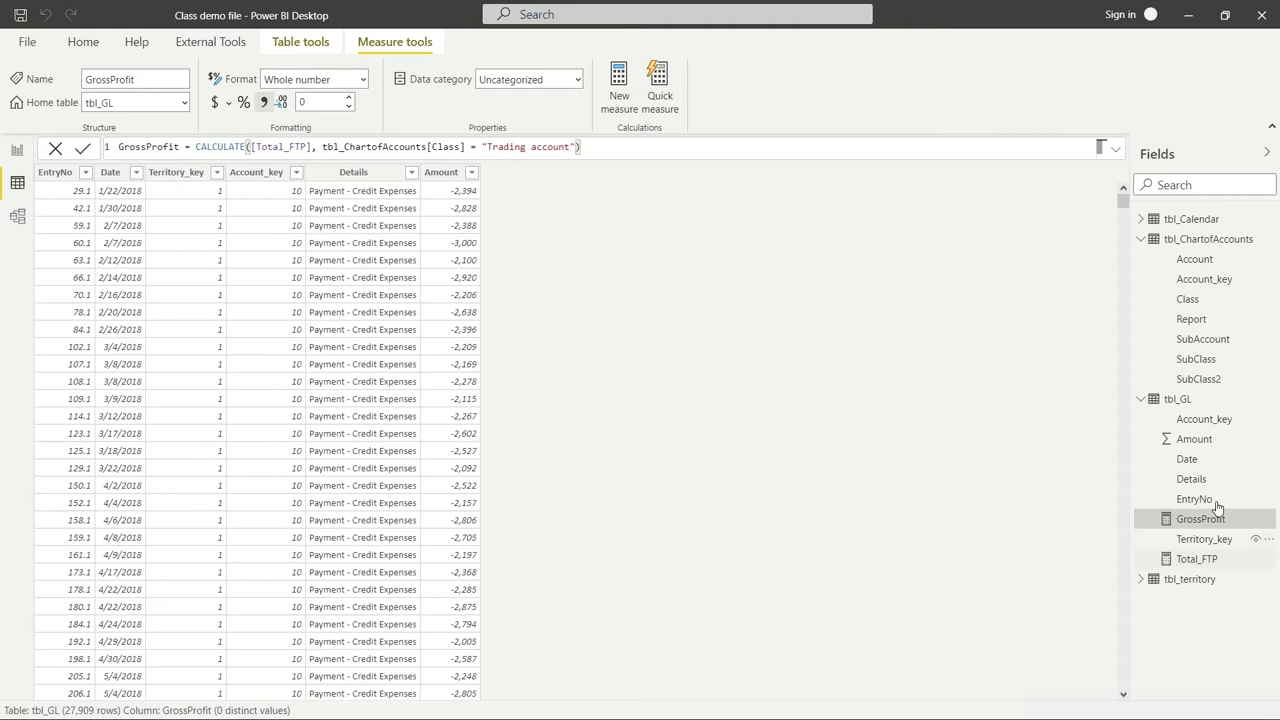 Class demo file - Power BI Desktop
Search
Sign in
File Home Help External Tools Table tools Measure tools
Name GrossProfit
Format Whole number
Data category Uncategorized
Home table tbl_GL
$ % 0
New measure
Quick measure
Structure
Formatting
Properties
Calculations
1 GrossProfit = CALCULATE([Total_FTP], tbl_ChartofAccounts[Class] = "Trading account")
EntryNo Date Territory_key Account_key Details Amount
29.1 1/22/2018 1 10 Payment - Credit Expenses -2,394
42.1 1/30/2018 1 10 Payment - Credit Expenses -2,828
59.1 2/7/2018 1 10 Payment - Credit Expenses -2,388
60.1 2/7/2018 1 10 Payment - Credit Expenses -3,000
63.1 2/12/2018 1 10 Payment - Credit Expenses -2,100
66.1 2/14/2018 1 10 Payment - Credit Expenses -2,920
70.1 2/16/2018 1 10 Payment - Credit Expenses -2,206
78.1 2/20/2018 1 10 Payment - Credit Expenses -2,638
84.1 2/26/2018 1 10 Payment - Credit Expenses -2,396
102.1 3/4/2018 1 10 Payment - Credit Expenses -2,209
107.1 3/8/2018 1 10 Payment - Credit Expenses -2,169
108.1 3/8/2018 1 10 Payment - Credit Expenses -2,278
109.1 3/9/2018 1 10 Payment - Credit Expenses -2,115
114.1 3/12/2018 1 10 Payment - Credit Expenses -2,267
123.1 3/17/2018 1 10 Payment - Credit Expenses -2,602
125.1 3/18/2018 1 10 Payment - Credit Expenses -2,527
129.1 3/22/2018 1 10 Payment - Credit Expenses -2,092
150.1 4/2/2018 1 10 Payment - Credit Expenses -2,522
152.1 4/4/2018 1 10 Payment - Credit Expenses -2,157
158.1 4/6/2018 1 10 Payment - Credit Expenses -2,806
159.1 4/8/2018 1 10 Payment - Credit Expenses -2,705
161.1 4/9/2018 1 10 Payment - Credit Expenses -2,197
173.1 4/17/2018 1 10 Payment - Credit Expenses -2,368
178.1 4/22/2018 1 10 Payment - Credit Expenses -2,285
180.1 4/22/2018 1 10 Payment - Credit Expenses -2,875
184.1 4/24/2018 1 10 Payment - Credit Expenses -2,794
192.1 4/29/2018 1 10 Payment - Credit Expenses -2,005
198.1 4/30/2018 1 10 Payment - Credit Expenses -2,587
205.1 5/4/2018 1 10 Payment - Credit Expenses -2,248
206.1 5/4/2018 1 10 Payment - Credit Expenses -2,805
Fields
Search
tbl_Calendar
tbl_ChartofAccounts
Account
Account_key
Class
Report
SubAccount
SubClass
SubClass2
tbl_GL
Account_key
Amount
Date
Details
EntryNo
GrossProfit
Territory_key
Total_FTP
tbl_territory
Table: tbl_GL (27,909 rows) Column: GrossProfit (0 distinct values)